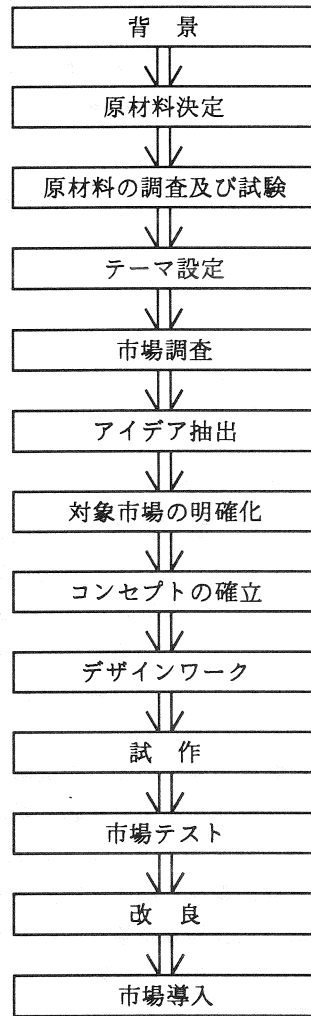 背 景
原材料決定
原材料の調査及び試験
テーマ設定
市場調査
アイデア抽出
対象市場の明確化
コンセプトの確立
デザインワーク
試 作
市場テスト
改 良
市場導入